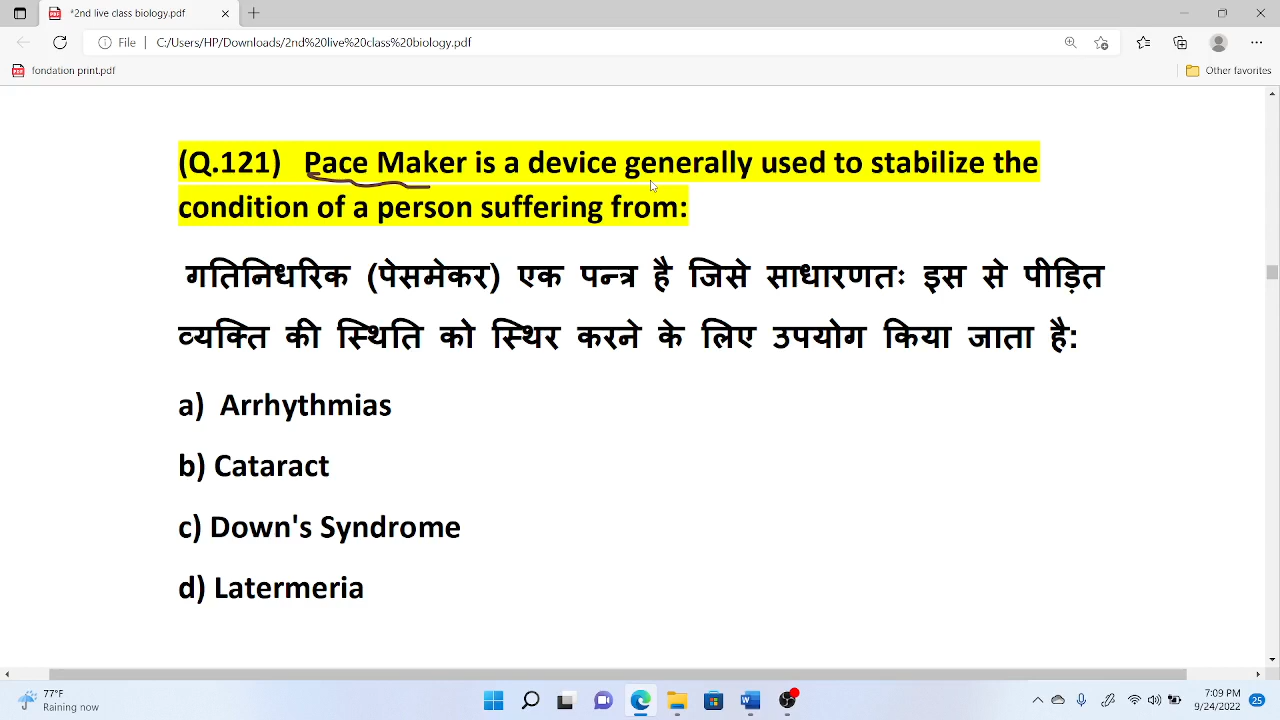 *2nd live class biology.pdf
File
C:/Users/HP/Downloads/2nd%20live%20class%20biology.pdf
fondation print.pdf
Other favorites
(Q.121) Pace Maker is a device generally used to stabilize the
condition of a person suffering from:
गतिनिधरिक (पेसमेकर) एक पन्त्र है जिसे साधारणतः इस से पीड़ित
व्यक्ति की स्थिति को स्थिर करने के लिए उपयोग किया जाता है:
a) Arrhythmias
b) Cataract
c) Down's Syndrome
d) Latermeria
77°F
Raining now
7:09 PM
9/24/2022
25